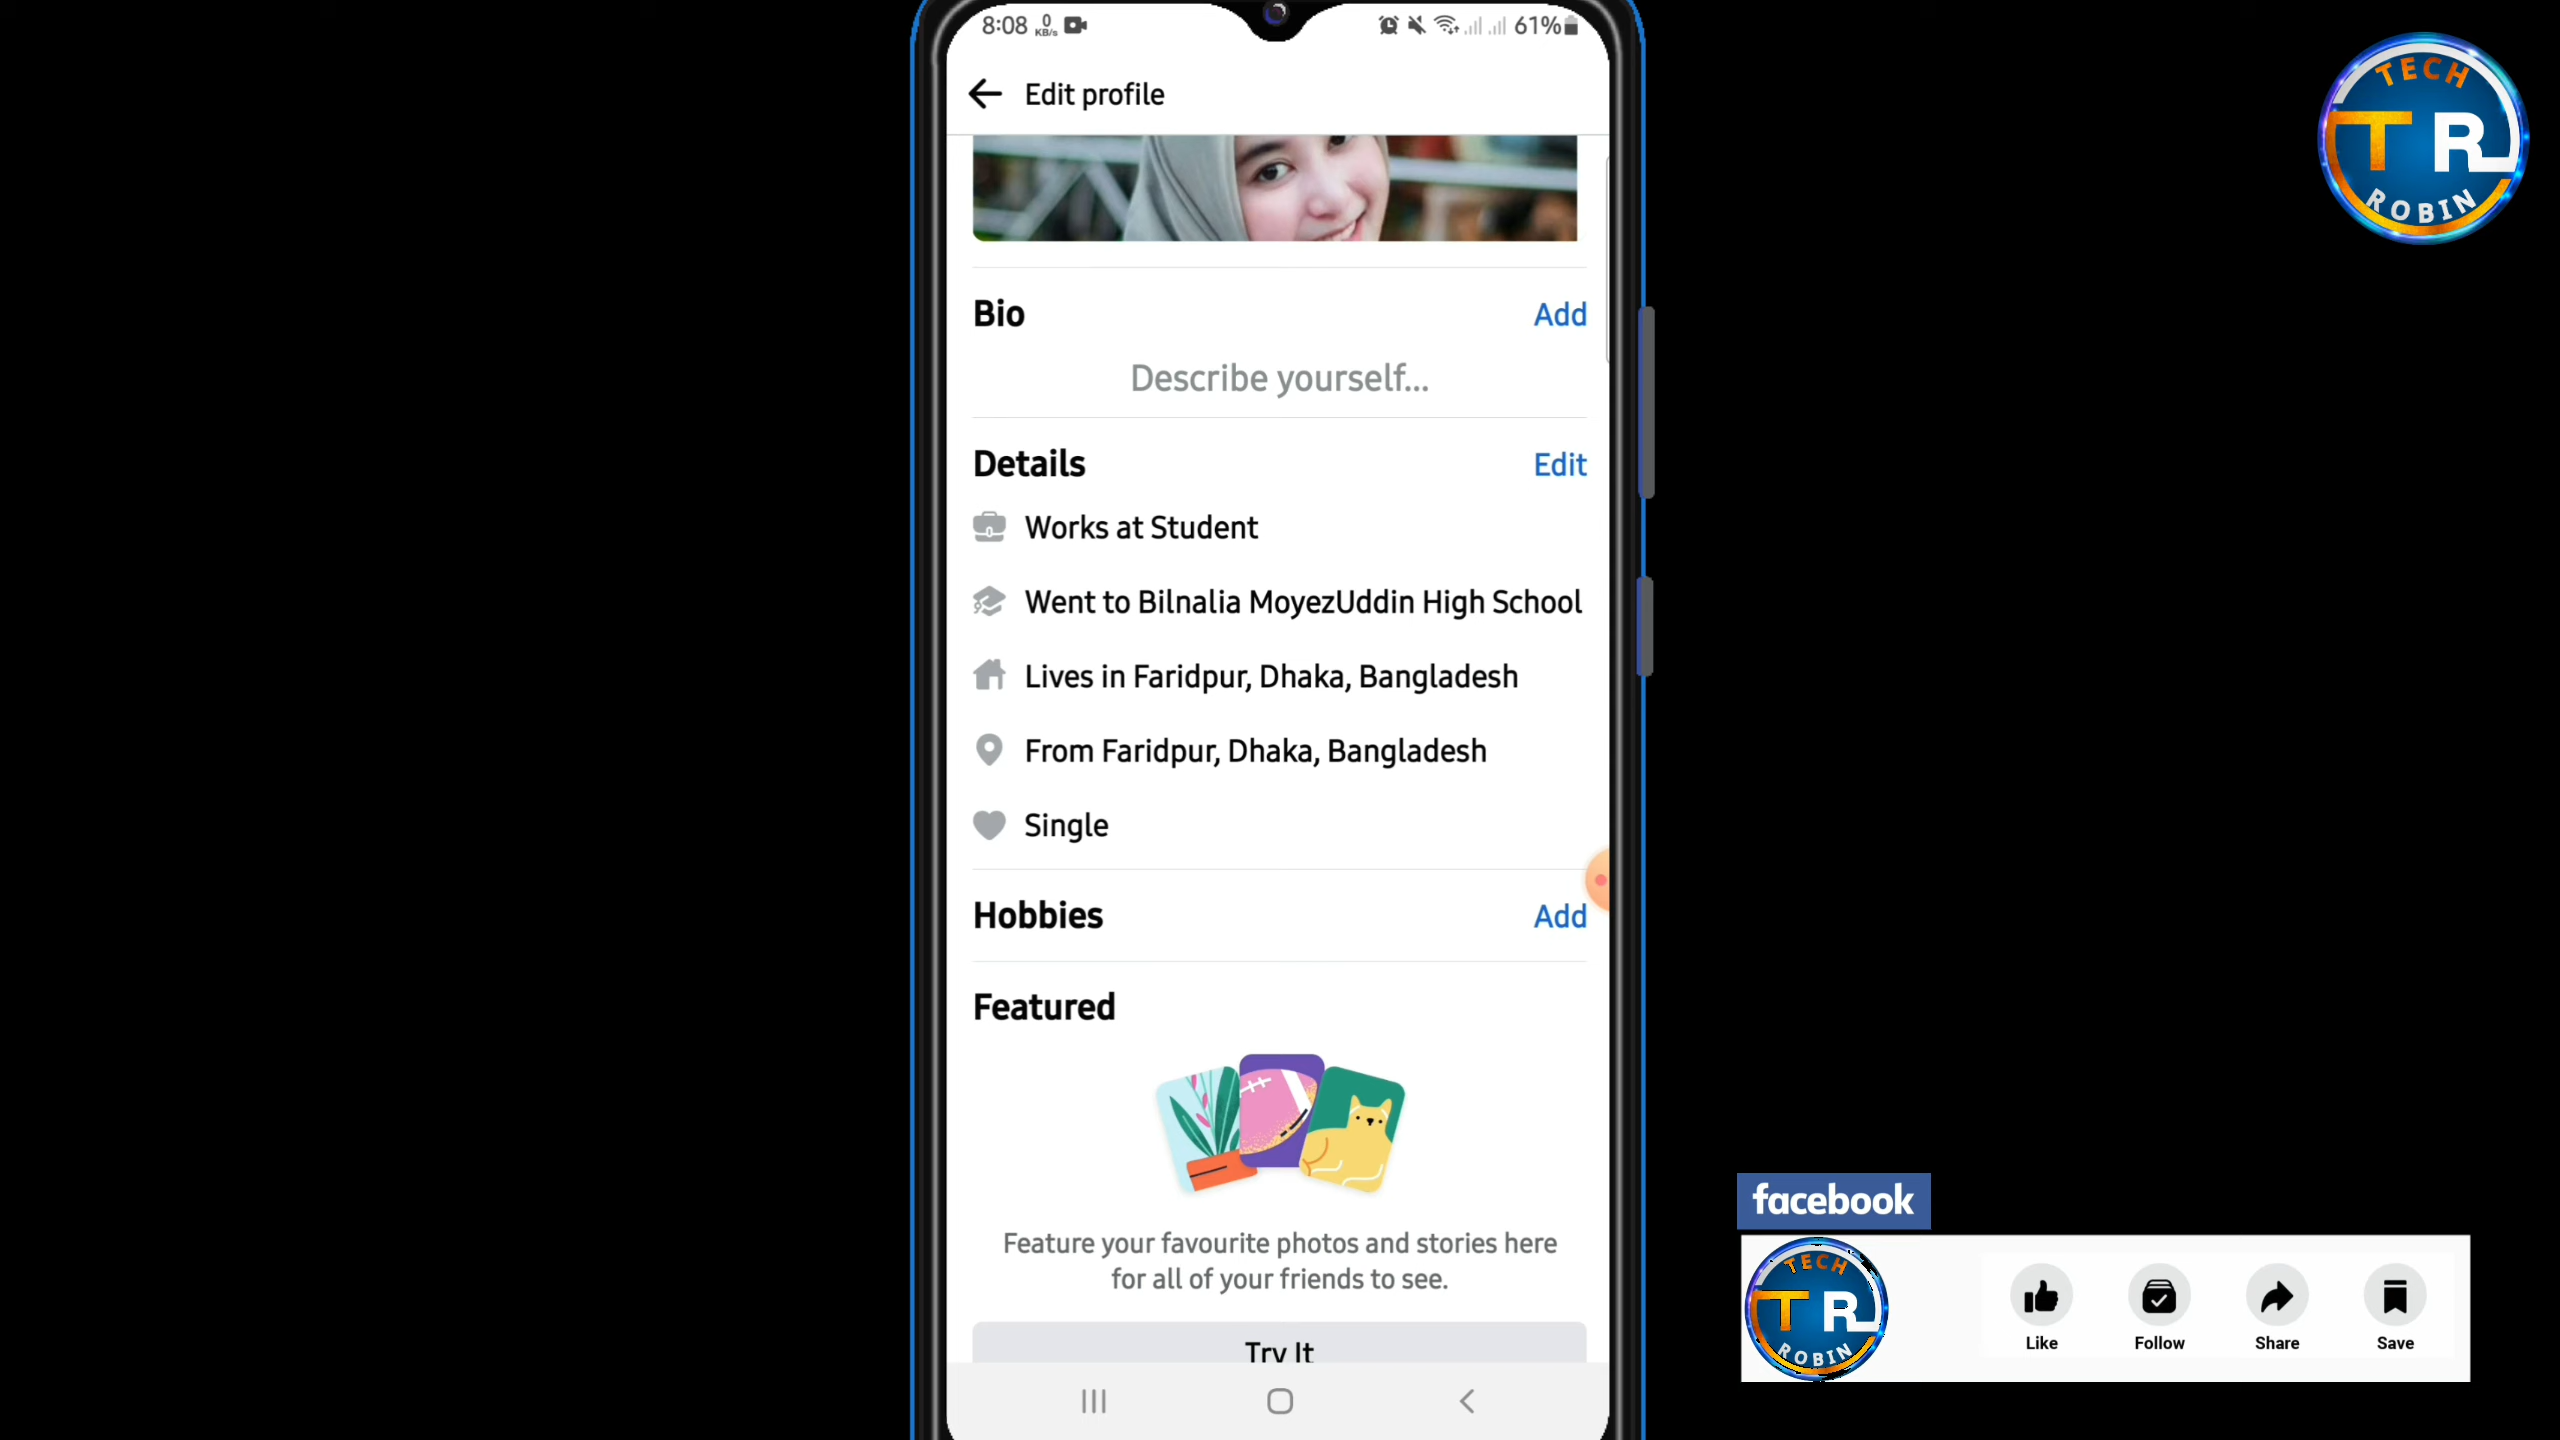 8:08 0 KB/s 61%
Edit profile
Bio Add
Describe yourself...
Details Edit
Works at Student
Went to Bilnalia MoyezUddin High School
Lives in Faridpur, Dhaka, Bangladesh
From Faridpur, Dhaka, Bangladesh
Single
Hobbies Add
Featured
Feature your favourite photos and stories here
for all of your friends to see.
Try It
TECH
T R
ROBIN
facebook
TECH
T R
ROBIN
Like Follow Share Save